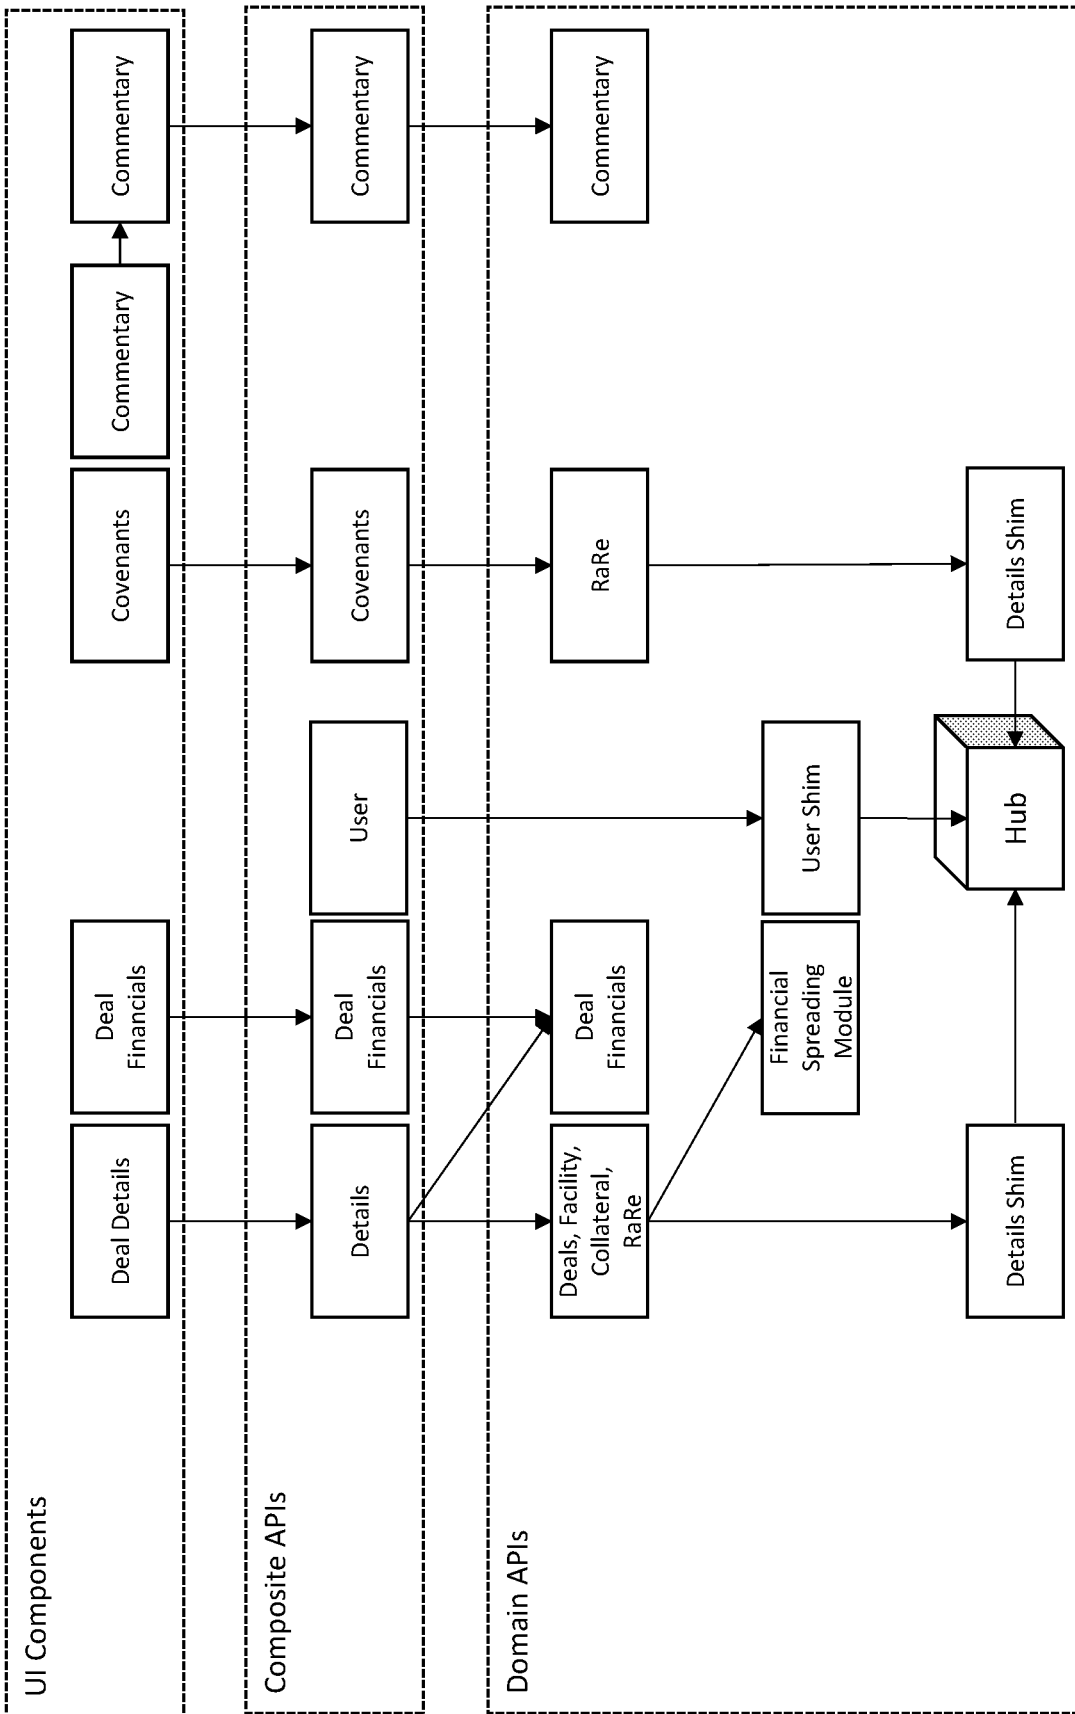 UI Components
Deal Details
Deal
Financials
Covenants
Commentary
Commentary
Composite APIs
Details
Deal
Financials
User
Covenants
Commentary
Domain APIs
Deals, Facility,
Collateral,
RaRe
Deal
Financials
RaRe
Commentary
Financial
Spreading
Module
User Shim
Details Shim
Hub
Details Shim